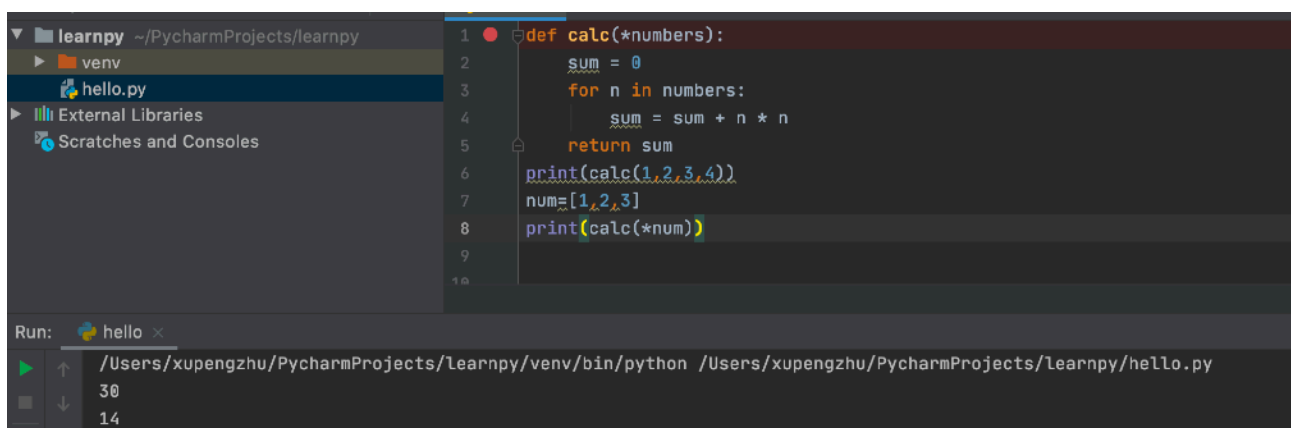 learnpy ~/PycharmProjects/learnpy
venv
hello.py
External Libraries
Scratches and Consoles
1 def calc(*numbers):
2     sum = 0
3     for n in numbers:
4         sum = sum + n * n
5     return sum
6 print(calc(1,2,3,4))
7 num=[1,2,3]
8 print(calc(*num))
9
10
Run: hello ×
/Users/xupengzhu/PycharmProjects/learnpy/venv/bin/python /Users/xupengzhu/PycharmProjects/learnpy/hello.py
30
14